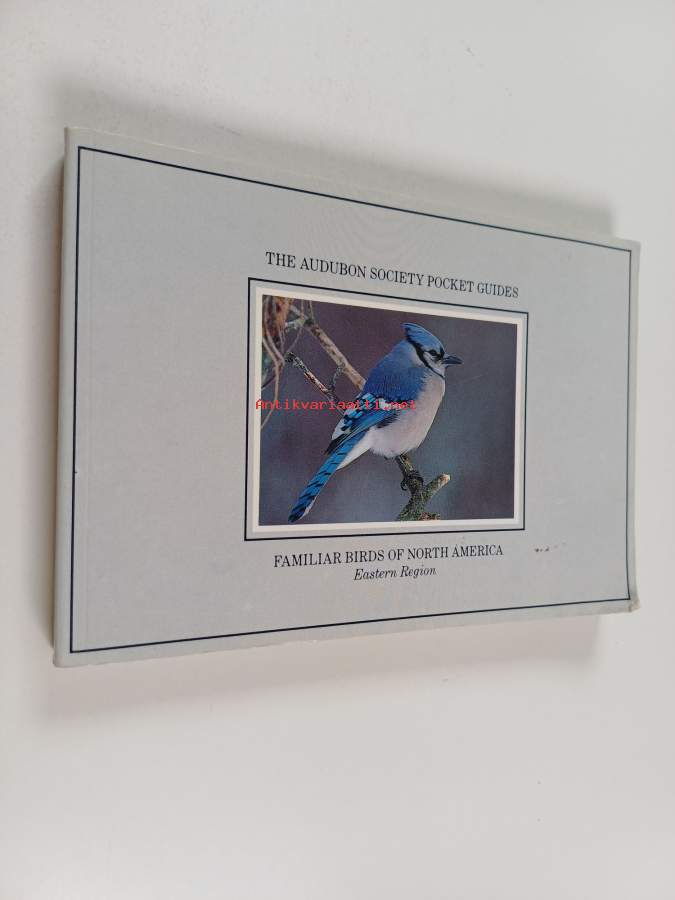 THE AUDUBON SOCIETY POCKET GUIDES
Antikvariaatti.net
FAMILIAR BIRDS OF NORTH AMERICA
Eastern Region